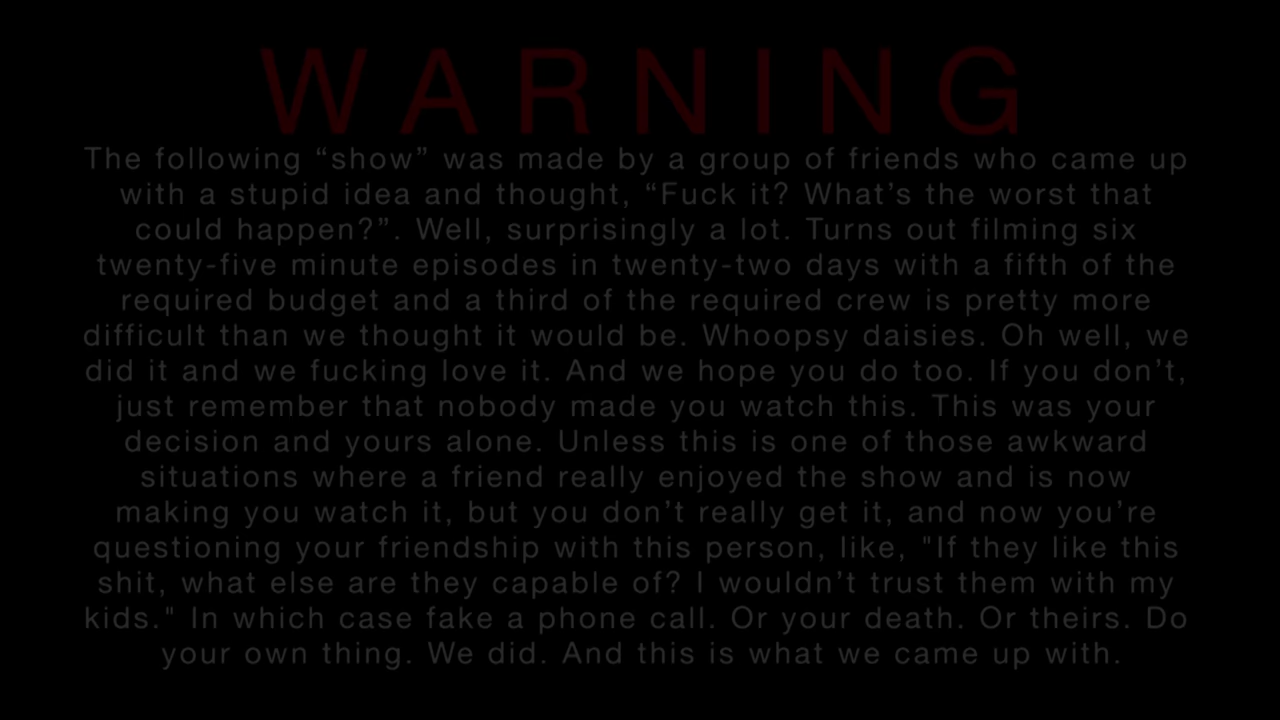 WARNING
The following “show” was made by a group of friends who came up
with a stupid idea and thought, “Fuck it? What’s the worst that
could happen?”. Well, surprisingly a lot. Turns out filming six
twenty-five minute episodes in twenty-two days with a fifth of the
required budget and a third of the required crew is pretty more
difficult than we thought it would be. Whoopsy daisies. Oh well, we
did it and we fucking love it. And we hope you do too. If you don’t,
just remember that nobody made you watch this. This was your
decision and yours alone. Unless this is one of those awkward
situations where a friend really enjoyed the show and is now
making you watch it, but you don’t really get it, and now you’re
questioning your friendship with this person, like, "If they like this
shit, what else are they capable of? I wouldn’t trust them with my
kids." In which case fake a phone call. Or your death. Or theirs. Do
your own thing. We did. And this is what we came up with.